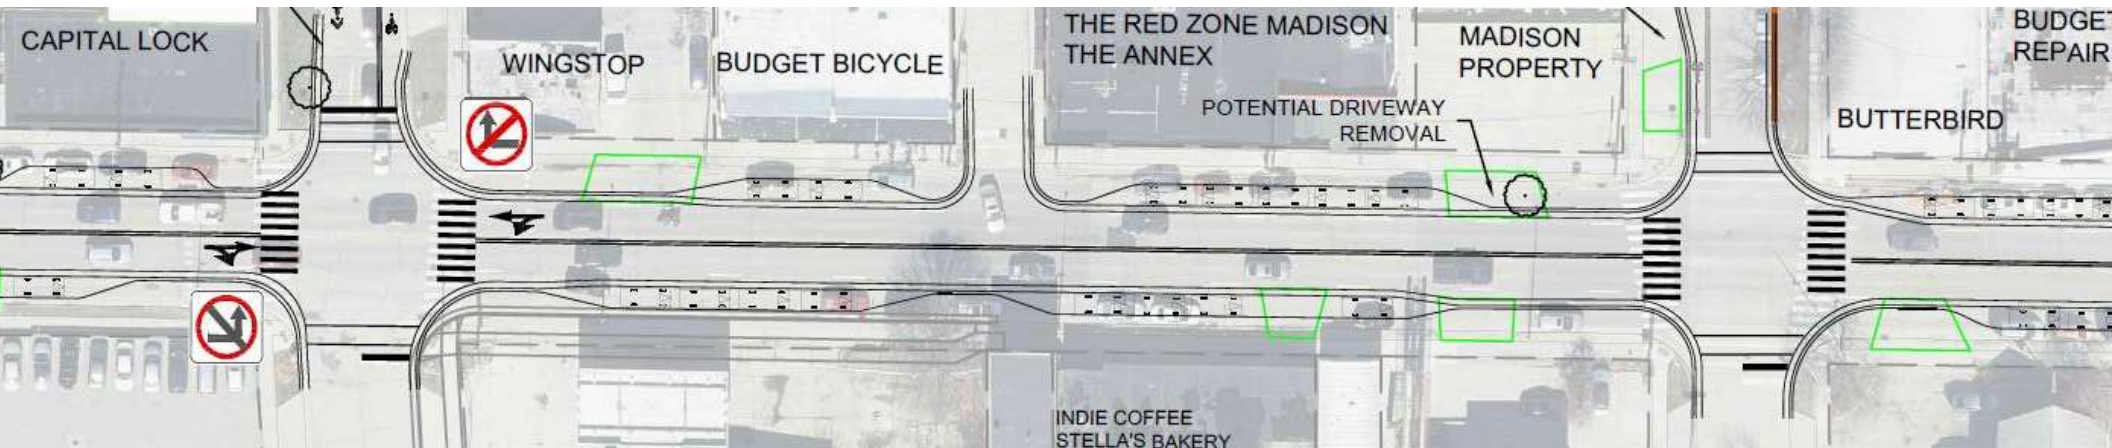 CAPITAL LOCK
WINGSTOP
BUDGET BICYCLE
THE RED ZONE MADISON
THE ANNEX
MADISON
PROPERTY
POTENTIAL DRIVEWAY
REMOVAL
BUTTERBIRD
BUDGET
REPAIR
INDIE COFFEE
STELLA'S BAKERY